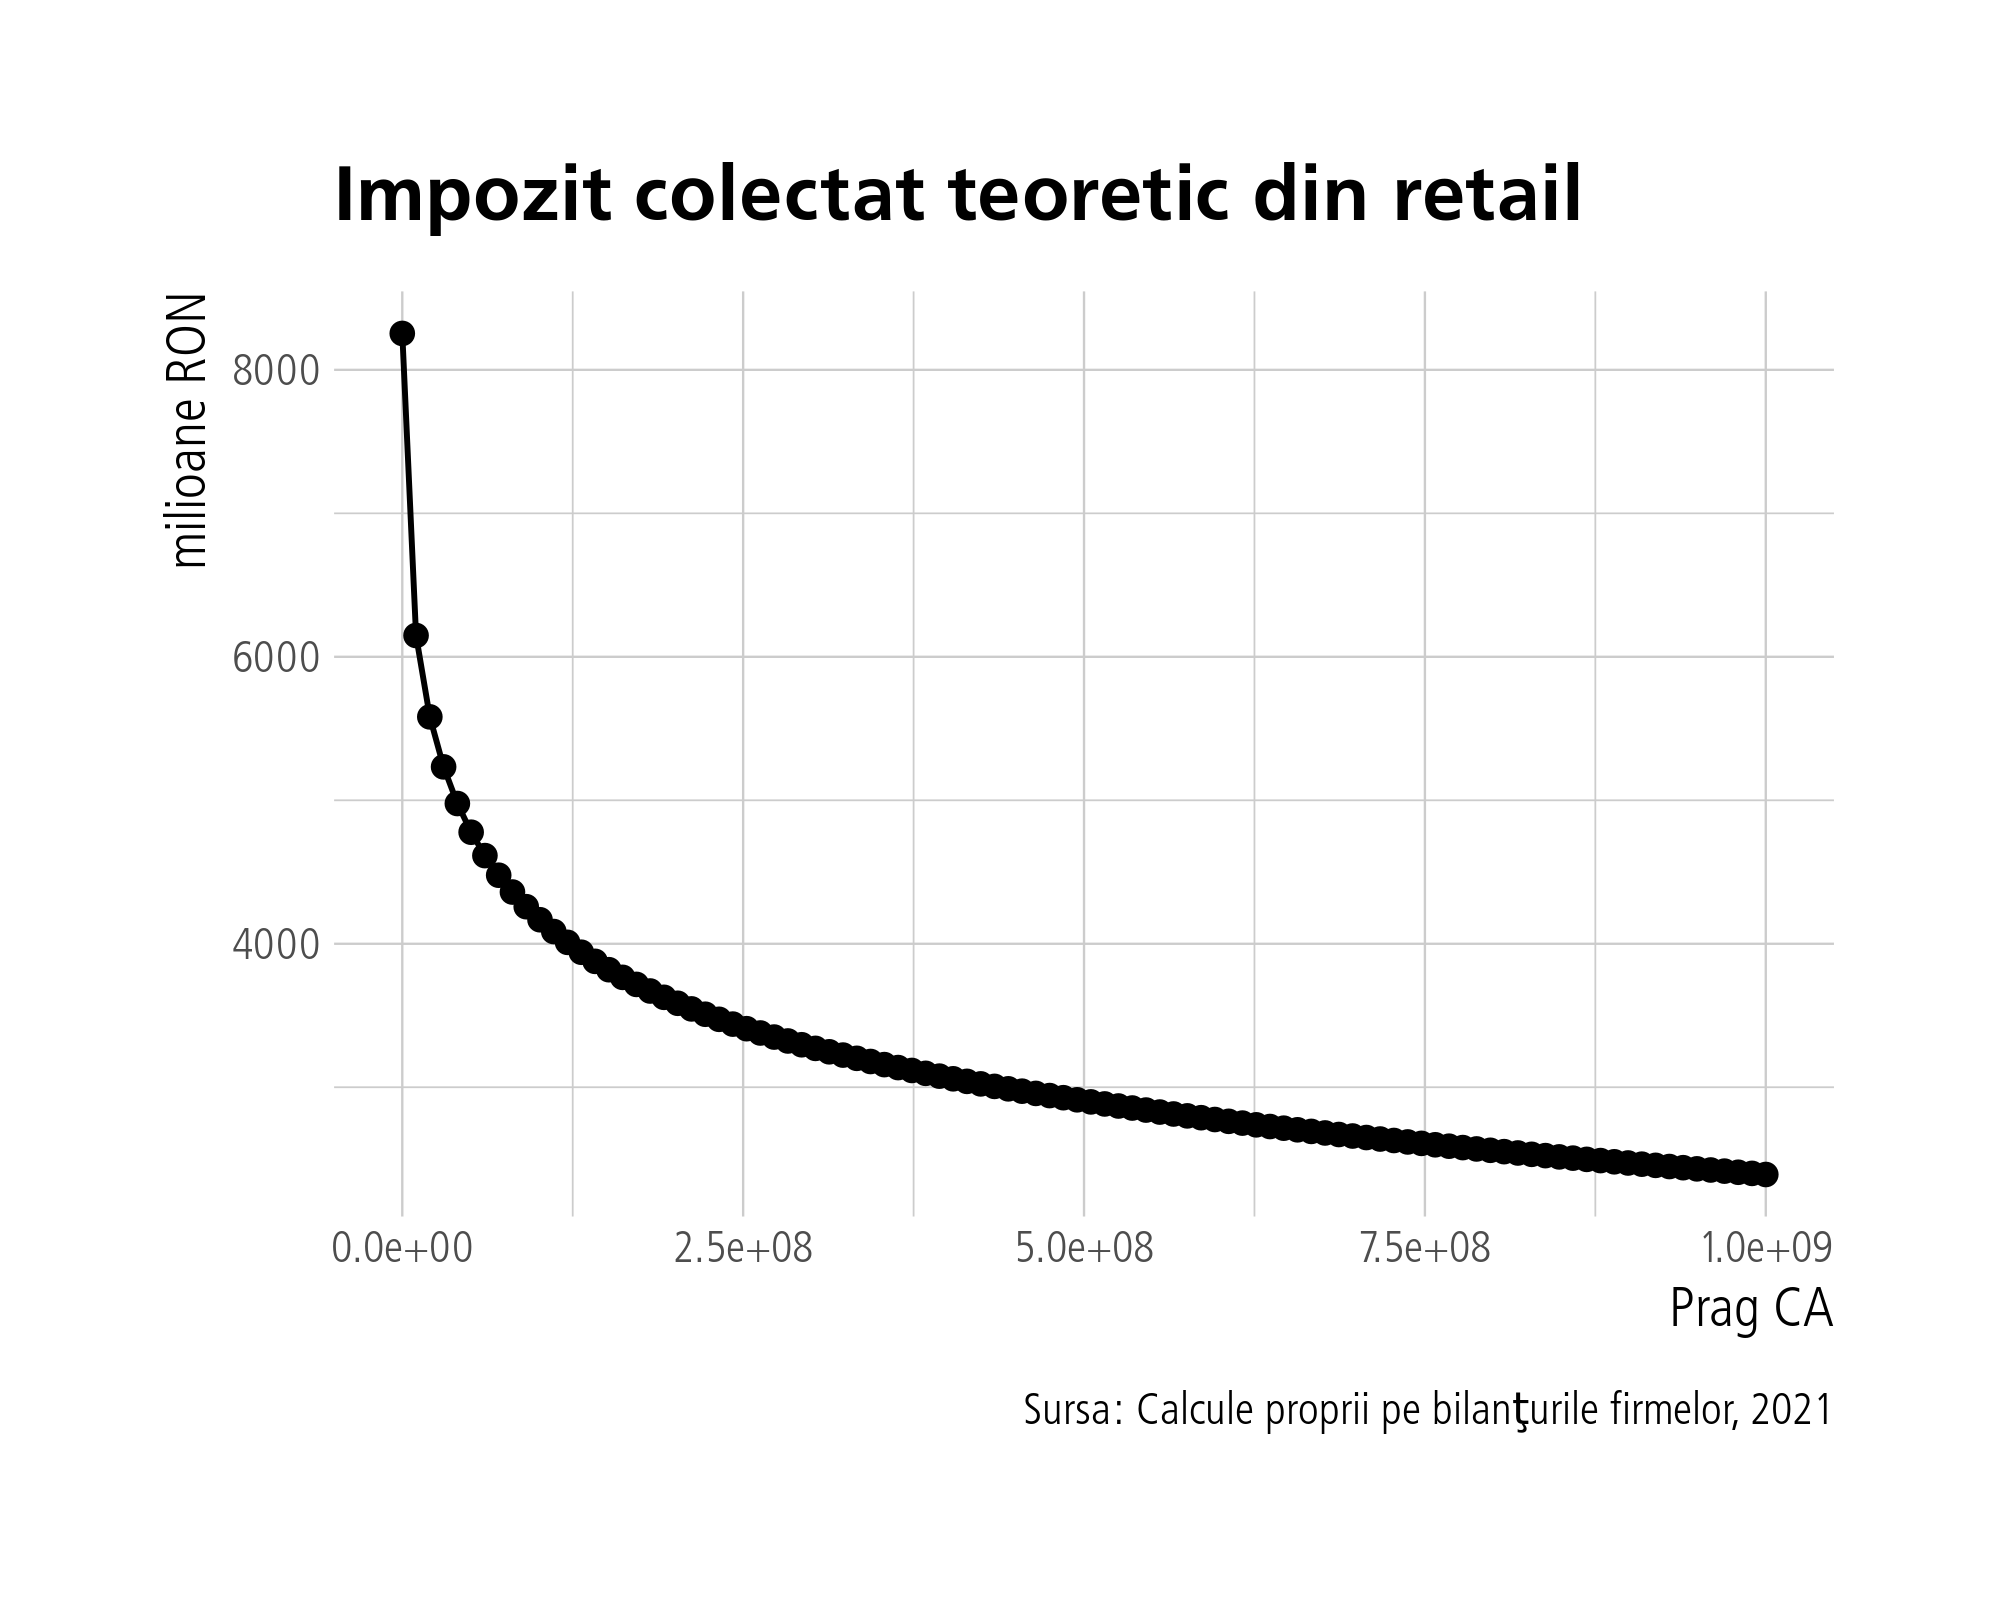 Impozit colectat teoretic din retail
milioane RON
8000
6000
4000
0.0e+00 2.5e+08 5.0e+08 7.5e+08 1.0e+09
Prag CA
Sursa: Calcule proprii pe bilanţurile firmelor, 2021